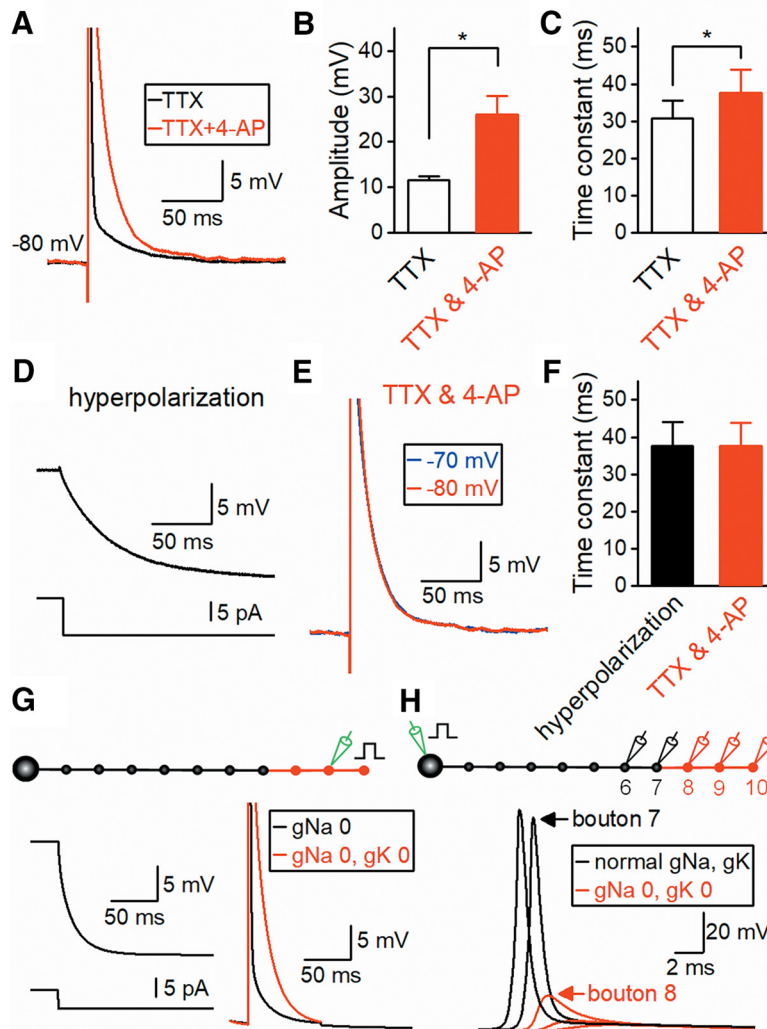 A
TTX
TTX+4-AP
5 mV
50 ms
-80 mV
B
Amplitude (mV)
40
30
20
10
0
*
TTX
TTX & 4-AP
C
Time constant (ms)
50
40
30
20
10
0
*
TTX
TTX & 4-AP
D
hyperpolarization
5 mV
50 ms
5 pA
E
TTX & 4-AP
-70 mV
-80 mV
5 mV
50 ms
F
Time constant (ms)
50
40
30
20
10
0
hyperpolarization
TTX & 4-AP
G
5 mV
50 ms
5 pA
gNa 0
gNa 0, gK 0
5 mV
50 ms
H
6 7 8 9 10
bouton 7
normal gNa, gK
gNa 0, gK 0
20 mV
2 ms
bouton 8